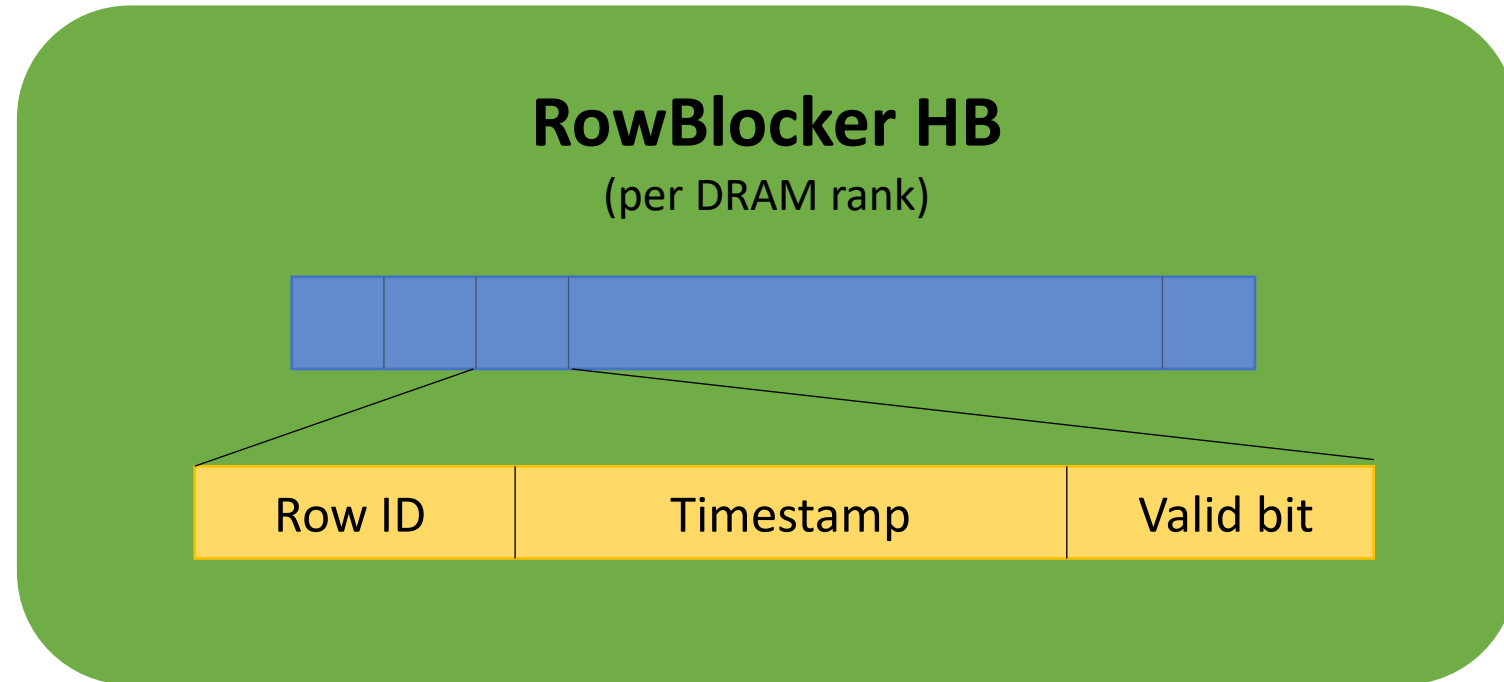 RowBlocker HB
(per DRAM rank)
Row ID Timestamp Valid bit